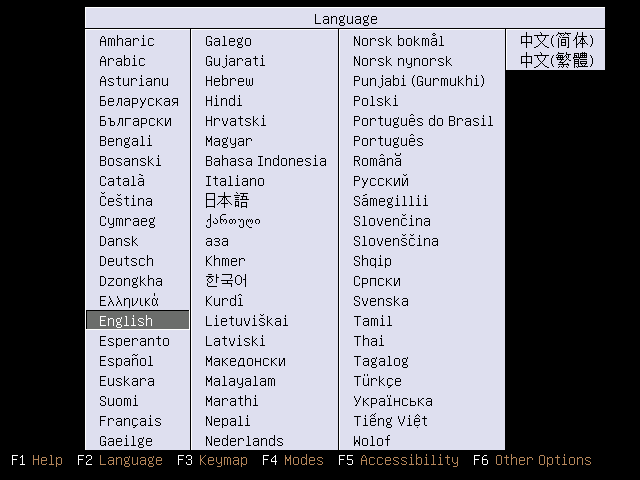 Language
Amharic
Arabic
Asturianu
Беларуская
Български
Bengali
Bosanski
Català
Čeština
Cymraeg
Dansk
Deutsch
Dzongkha
Ελληνικά
English
Esperanto
Español
Euskara
Suomi
Français
Gaeilge
Galego
Gujarati
Hebrew
Hindi
Hrvatski
Magyar
Bahasa Indonesia
Italiano
日本語
ქართული
аза
Khmer
한국어
Kurdî
Lietuviškai
Latviski
Македонски
Malayalam
Marathi
Nepali
Nederlands
Norsk bokmål
Norsk nynorsk
Punjabi (Gurmukhi)
Polski
Português do Brasil
Português
Română
Русский
Sámegillii
Slovenčina
Slovenščina
Shqip
Српски
Svenska
Tamil
Thai
Tagalog
Türkçe
Українська
Tiếng Việt
Wolof
中文(简体)
中文(繁體)
F1 Help F2 Language F3 Keymap F4 Modes F5 Accessibility F6 Other Options